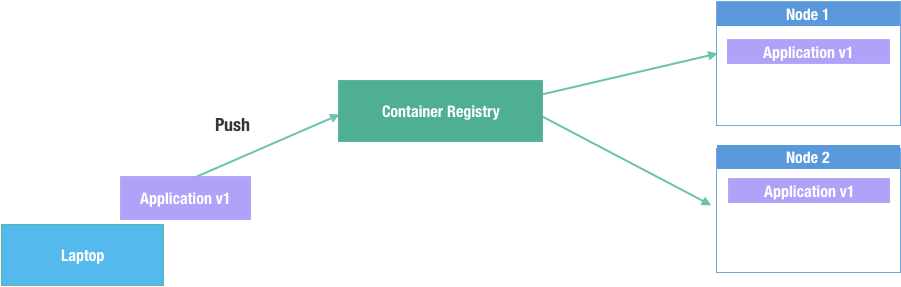 Node 1
Application v1
Container Registry
Push
Node 2
Application v1
Application v1
Laptop